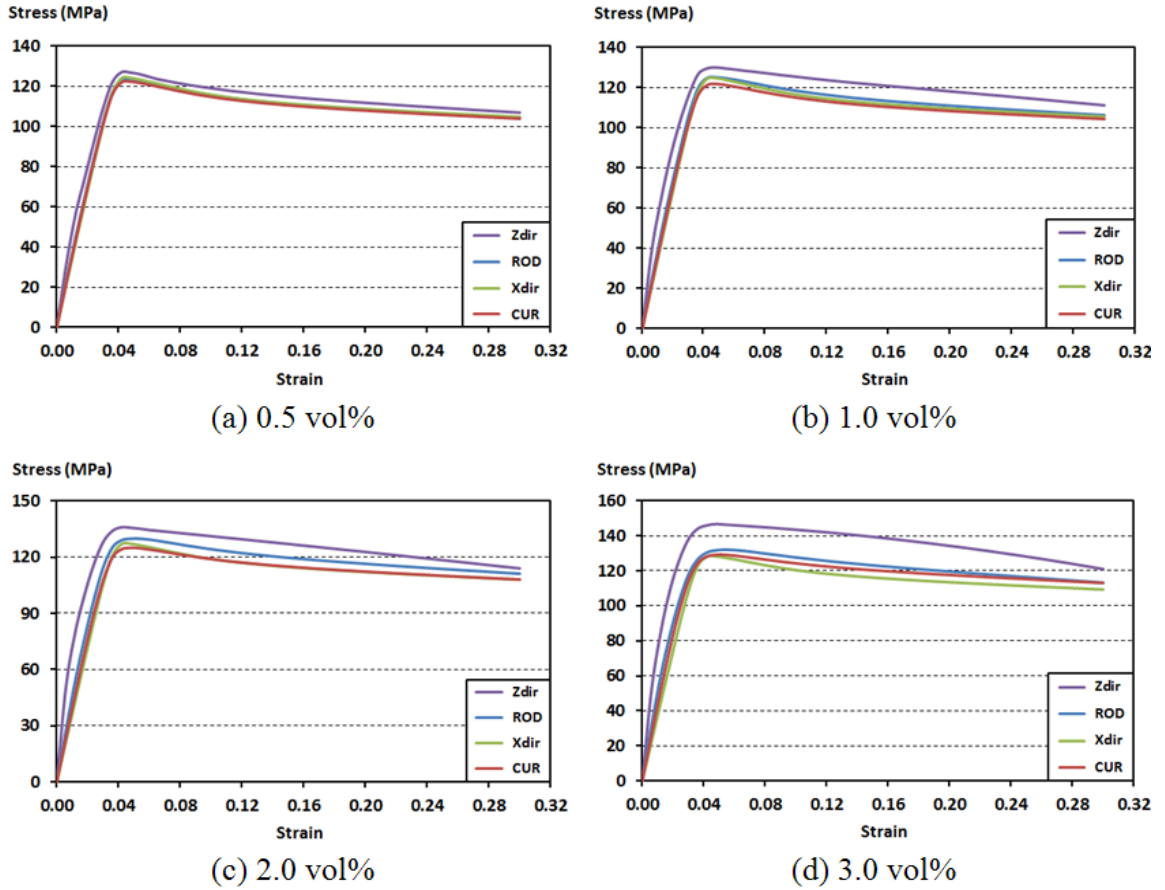 Stress (MPa)
140
120
100
80
60
40
20
0
0.00 0.04 0.08 0.12 0.16 0.20 0.24 0.28 0.32
Strain
Zdir
ROD
Xdir
CUR
(a) 0.5 vol%
Stress (MPa)
140
120
100
80
60
40
20
0
0.00 0.04 0.08 0.12 0.16 0.20 0.24 0.28 0.32
Strain
Zdir
ROD
Xdir
CUR
(b) 1.0 vol%
Stress (MPa)
150
120
90
60
30
0
0.00 0.04 0.08 0.12 0.16 0.20 0.24 0.28 0.32
Strain
Zdir
ROD
Xdir
CUR
(c) 2.0 vol%
Stress (MPa)
160
140
120
100
80
60
40
20
0
0.00 0.04 0.08 0.12 0.16 0.20 0.24 0.28 0.32
Strain
Zdir
ROD
Xdir
CUR
(d) 3.0 vol%